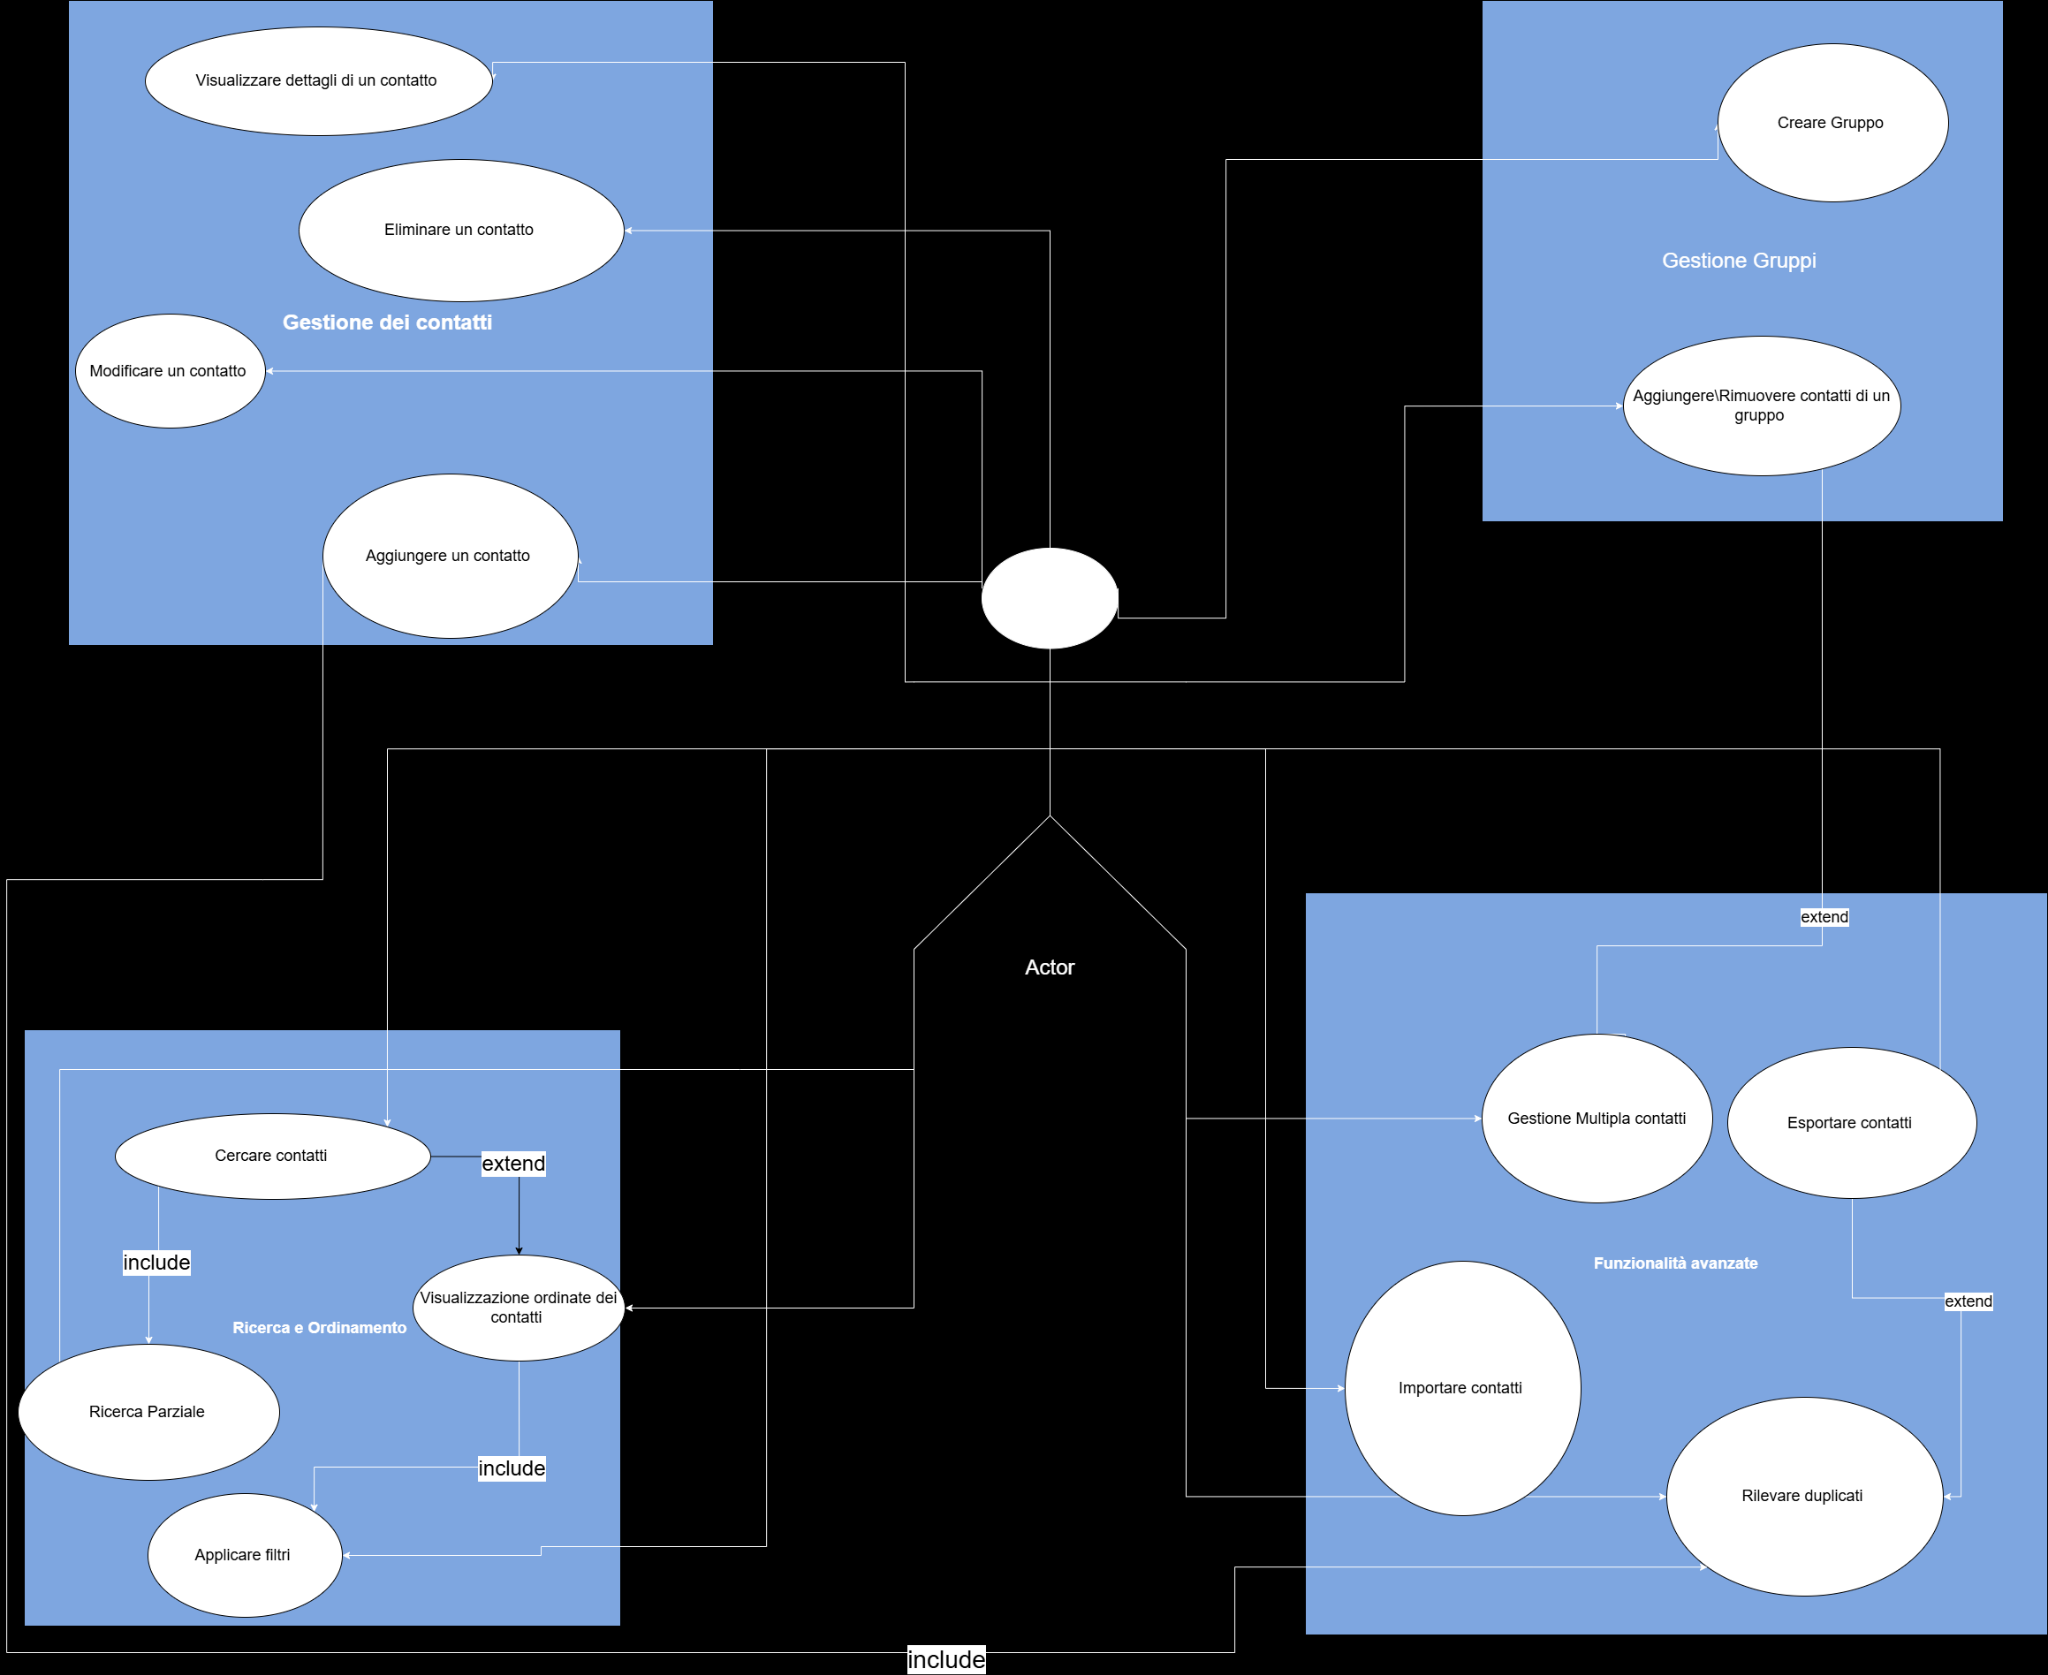 Visualizzare dettagli di un contatto
Eliminare un contatto
Gestione dei contatti
Modificare un contatto
Aggiungere un contatto
Creare Gruppo
Gestione Gruppi
Aggiungere\Rimuovere contatti di un
gruppo
Actor
extend
Gestione Multipla contatti
Esportare contatti
Funzionalità avanzate
extend
Importare contatti
Rilevare duplicati
Cercare contatti
extend
include
Visualizzazione ordinate dei
contatti
Ricerca e Ordinamento
Ricerca Parziale
include
Applicare filtri
include